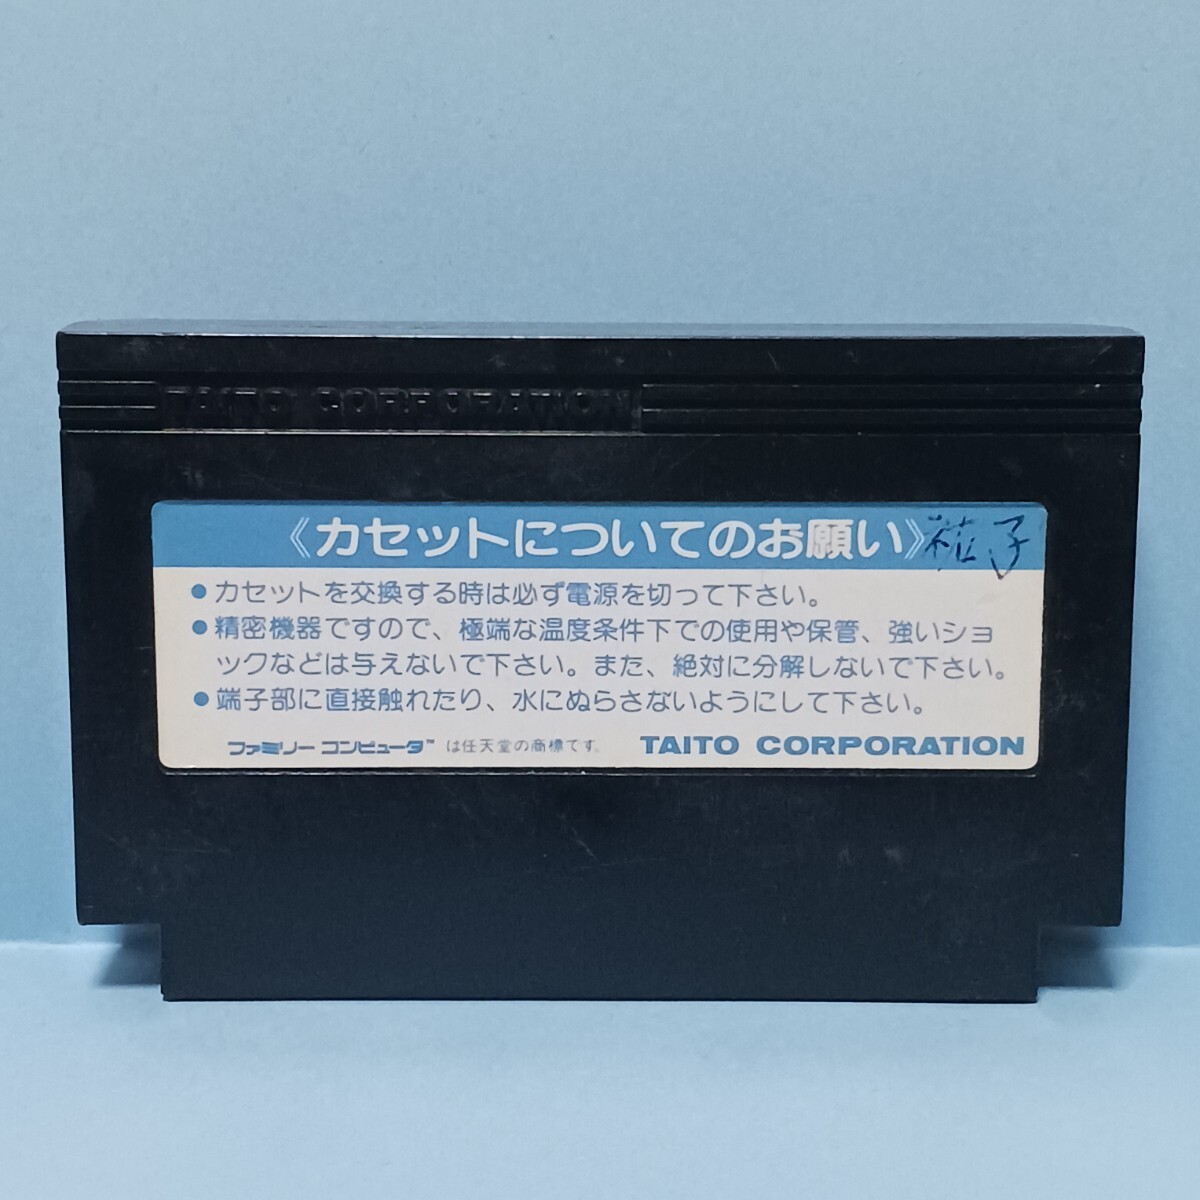 TAITO CORPORATION
《カセットについてのお願い》
●カセットを交換する時は必ず電源を切って下さい。
●精密機器ですので、極端な温度条件下での使用や保管、強いショ
ックなどは与えないで下さい。また、絶対に分解しないで下さい。
●端子部に直接触れたり、水にぬらさないようにして下さい。
ファミリーコンピュータ™ は任天堂の商標です。 TAITO CORPORATION